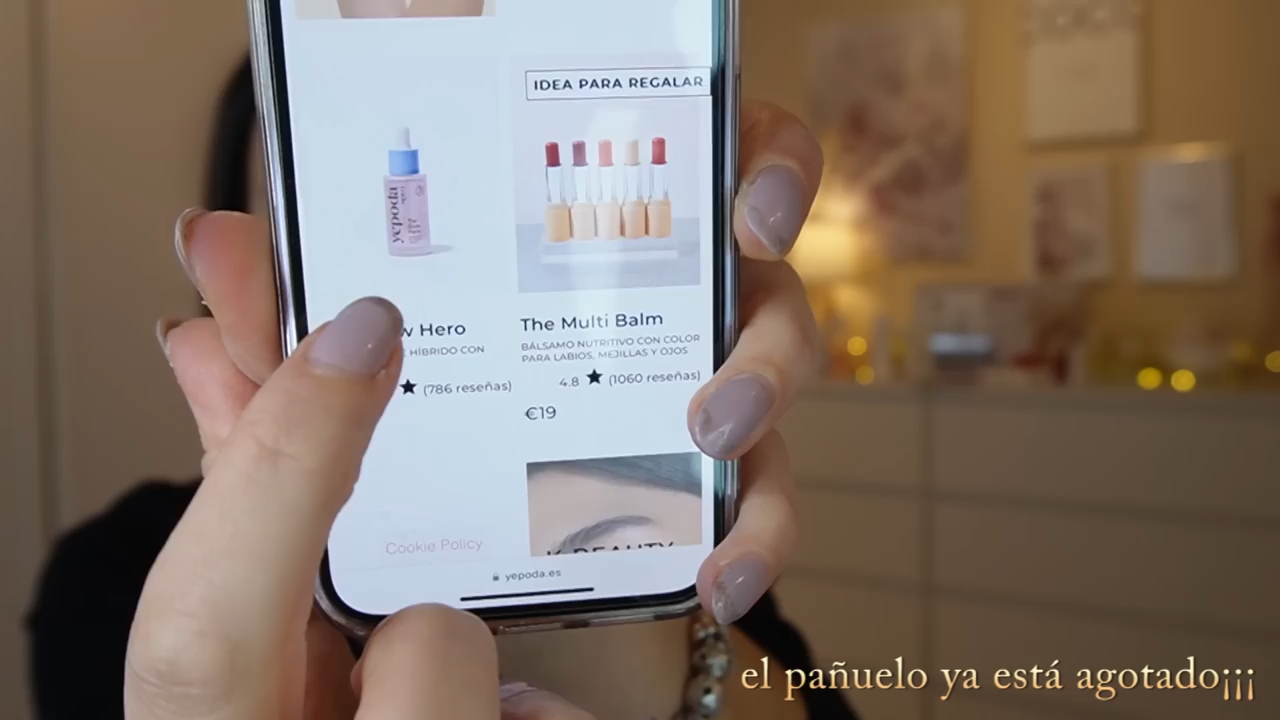 IDEA PARA REGALAR
yepoda
w Hero
HÍBRIDO CON
(786 reseñas)
The Multi Balm
BÁLSAMO NUTRITIVO CON COLOR
PARA LABIOS, MEJILLAS Y OJOS
4.8 ★ (1060 reseñas)
€19
K-BEAUTY
Cookie Policy
yepoda.es
el pañuelo ya está agotado¡¡¡